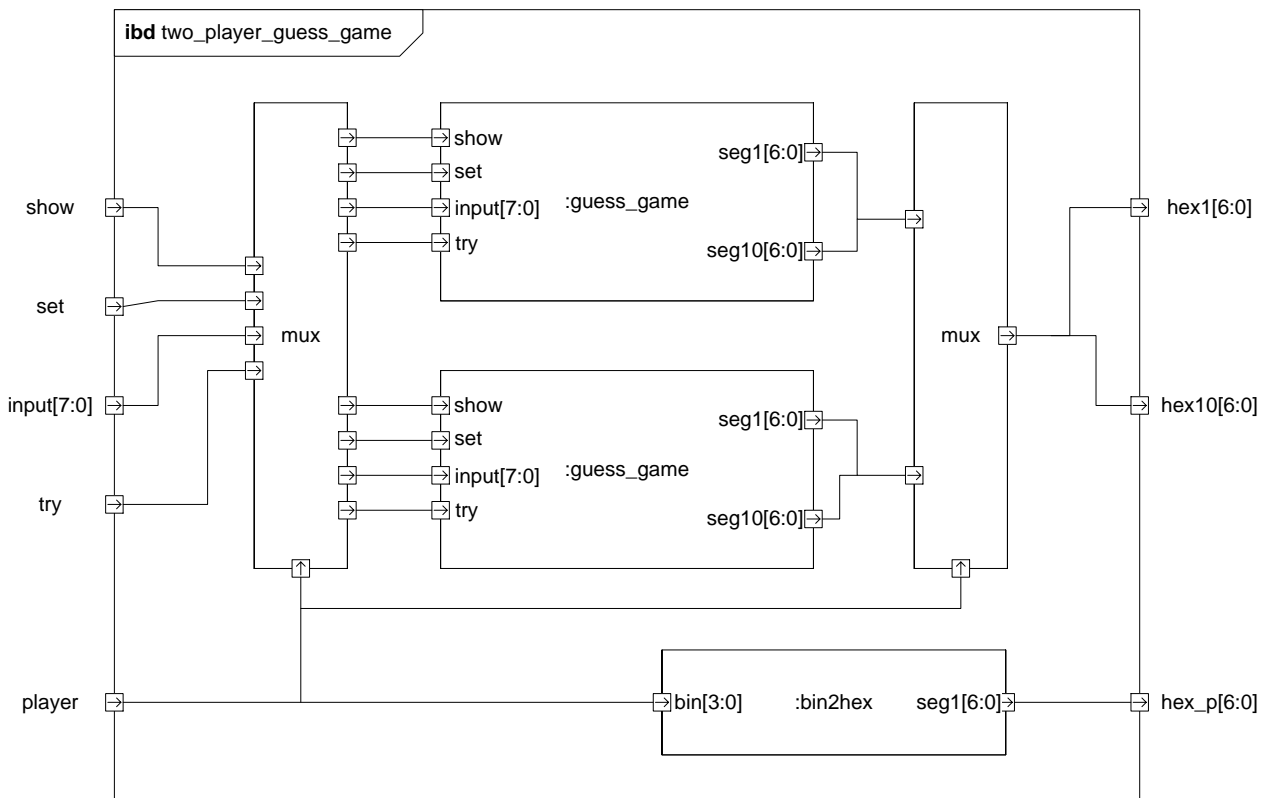 ibd two_player_guess_game
show
set
input[7:0]
try
player
mux
show
set
input[7:0]
try
:guess_game
seg1[6:0]
seg10[6:0]
show
set
input[7:0]
try
:guess_game
seg1[6:0]
seg10[6:0]
mux
hex1[6:0]
hex10[6:0]
bin[3:0]
:bin2hex
seg1[6:0]
hex_p[6:0]